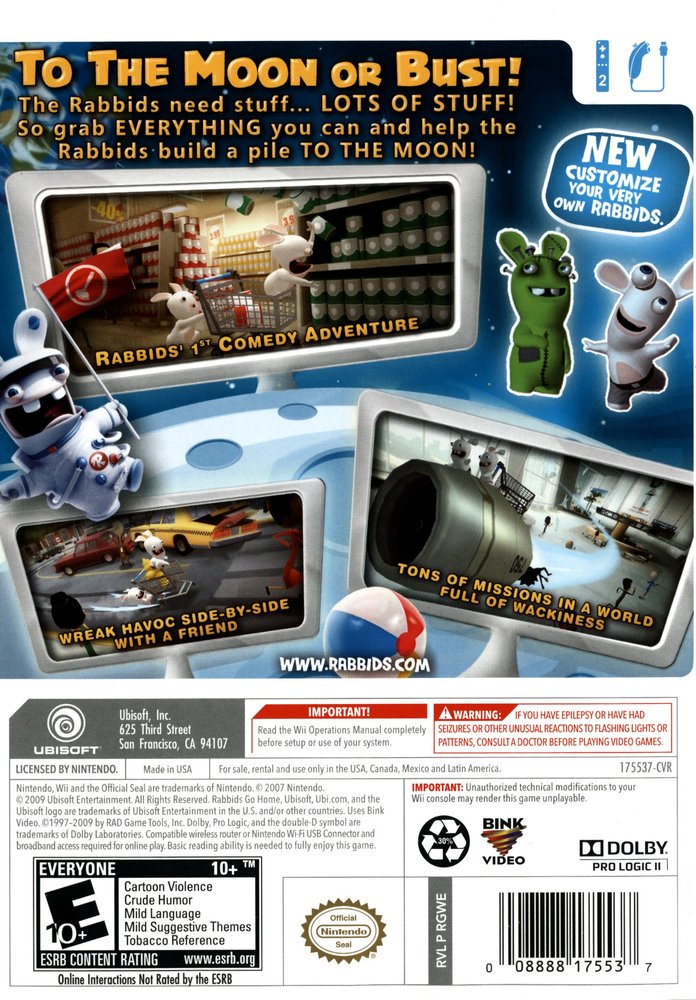 TO THE MOON OR BUST!
The Rabbids need stuff... LOTS OF STUFF!
So grab EVERYTHING you can and help the
Rabbids build a pile TO THE MOON!
2
NEW
CUSTOMIZE
YOUR VERY
OWN RABBIDS.
-40%
3.9
3.9
RABBIDS' 1ST COMEDY ADVENTURE
WREAK HAVOC SIDE-BY-SIDE
WITH A FRIEND
TONS OF MISSIONS IN A WORLD
FULL OF WACKINESS
WWW.RABBIDS.COM
UBISOFT
Ubisoft, Inc.
625 Third Street
San Francisco, CA 94107
IMPORTANT!
Read the Wii Operations Manual completely
before setup or use of your system.
WARNING: IF YOU HAVE EPILEPSY OR HAVE HAD
SEIZURES OR OTHER UNUSUAL REACTIONS TO FLASHING LIGHTS OR
PATTERNS, CONSULT A DOCTOR BEFORE PLAYING VIDEO GAMES.
LICENSED BY NINTENDO.
Made in USA
For sale, rental and use only in the USA, Canada, Mexico and Latin America.
175537-CVR
Nintendo, Wii and the Official Seal are trademarks of Nintendo. © 2007 Nintendo.
© 2009 Ubisoft Entertainment. All Rights Reserved. Rabbids Go Home, Ubisoft, Ubi.com, and the
Ubisoft logo are trademarks of Ubisoft Entertainment in the U.S. and/or other countries. Uses Bink
Video. ©1997-2009 by RAD Game Tools, Inc. Dolby, Pro Logic, and the double-D symbol are
trademarks of Dolby Laboratories. Compatible wireless router or Nintendo Wi-Fi USB Connector and
broadband access required for online play. Basic reading ability is needed to fully enjoy this game.
IMPORTANT: Unauthorized technical modifications to your
Wii console may render this game unplayable.
30%
BINK
VIDEO
DOLBY
PRO LOGIC II
EVERYONE 10+ ™
E
10+
Cartoon Violence
Crude Humor
Mild Language
Mild Suggestive Themes
Tobacco Reference
ESRB CONTENT RATING www.esrb.org
Online Interactions Not Rated by the ESRB
Official
Nintendo
Seal
RVL P RGWE
0 08888 17553 7